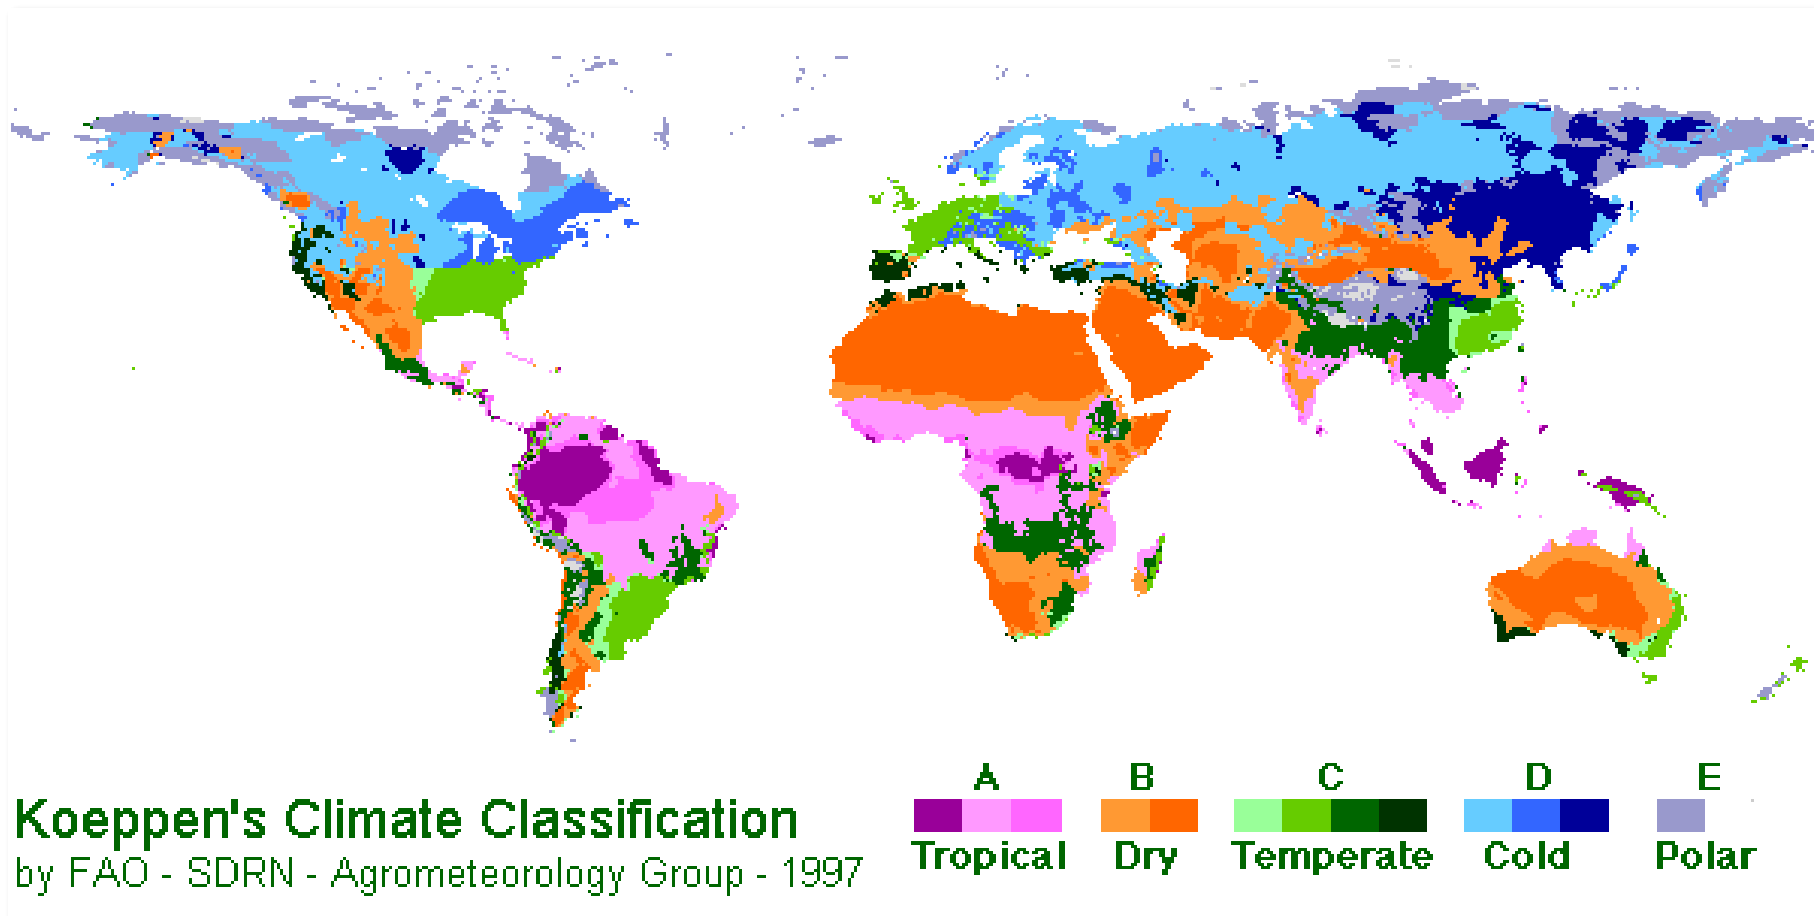 Koeppen's Climate Classification
by FAO - SDRN - Agrometeorology Group - 1997
A B C D E
Tropical Dry Temperate Cold Polar